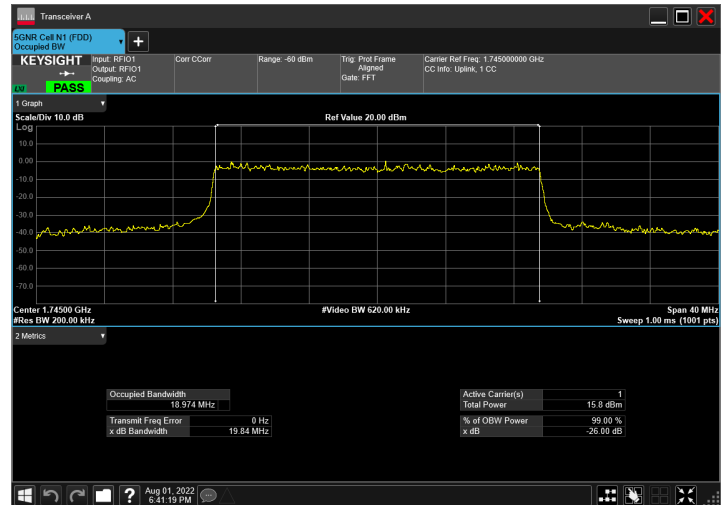 Transceiver A
5GNR Cell N1 (FDD)
Occupied BW
KEYSIGHT
LXI
PASS
Input: RFIO1
Output: RFIO1
Coupling: AC
Corr CCorr
Range: -60 dBm
Trig: Prot Frame
Aligned
Gate: FFT
Carrier Ref Freq: 1.745000000 GHz
CC Info: Uplink, 1 CC
1 Graph
Scale/Div 10.0 dB
Ref Value 20.00 dBm
Log
10.0
0.00
-10.0
-20.0
-30.0
-40.0
-50.0
-60.0
-70.0
Center 1.74500 GHz
#Video BW 620.00 kHz
Span 40 MHz
#Res BW 200.00 kHz
Sweep 1.00 ms (1001 pts)
2 Metrics
Occupied Bandwidth
18.974 MHz
Transmit Freq Error 0 Hz
x dB Bandwidth 19.84 MHz
Active Carrier(s) 1
Total Power 15.8 dBm
% of OBW Power 99.00 %
x dB -26.00 dB
Aug 01, 2022
6:41:19 PM